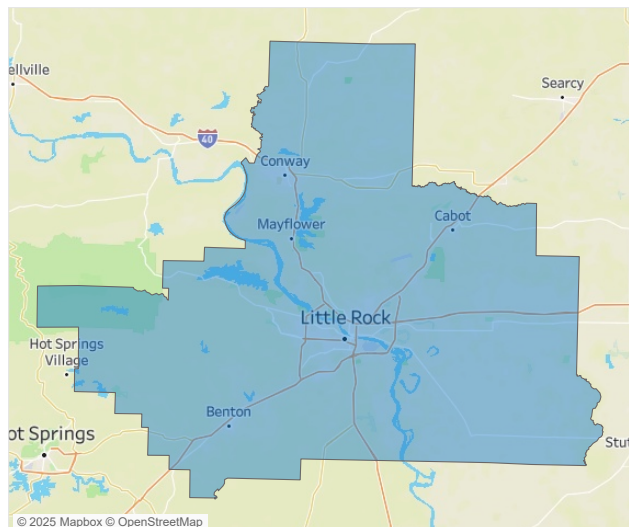 ellville
Searcy
40
Conway
Mayflower
Cabot
Little Rock
Hot Springs
Village
Benton
ot Springs
Stut
© 2025 Mapbox © OpenStreetMap